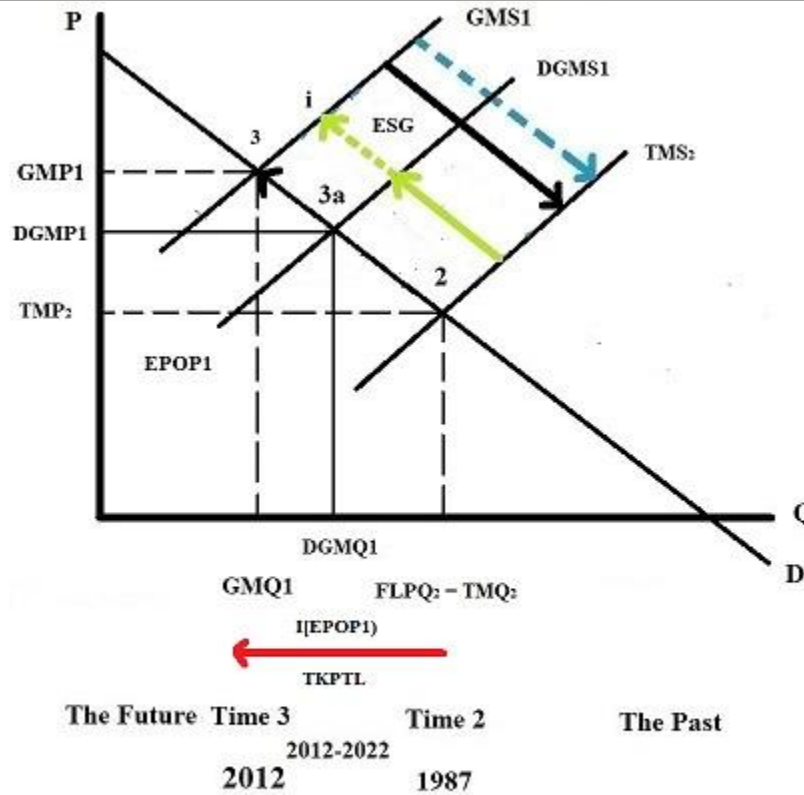 P
GMS1
DGMS1
i
3
ESG
TMS₂
GMP1
3a
DGMP1
2
TMP₂
EPOP1
Q
DGMQ1
D
GMQ1
FLPQ₂ = TMQ₂
I[EPOP1)
TKPTL
The Future Time 3 Time 2 The Past
2012-2022
2012 1987